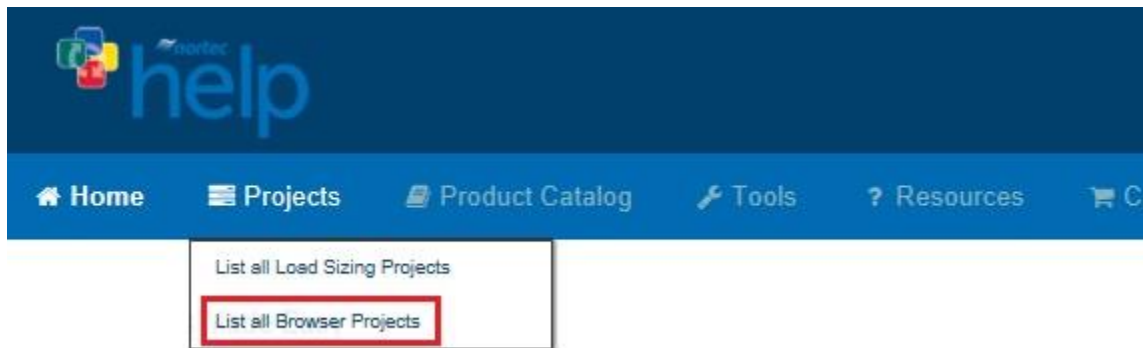 nortec
help
Home Projects Product Catalog Tools ? Resources C
List all Load Sizing Projects
List all Browser Projects